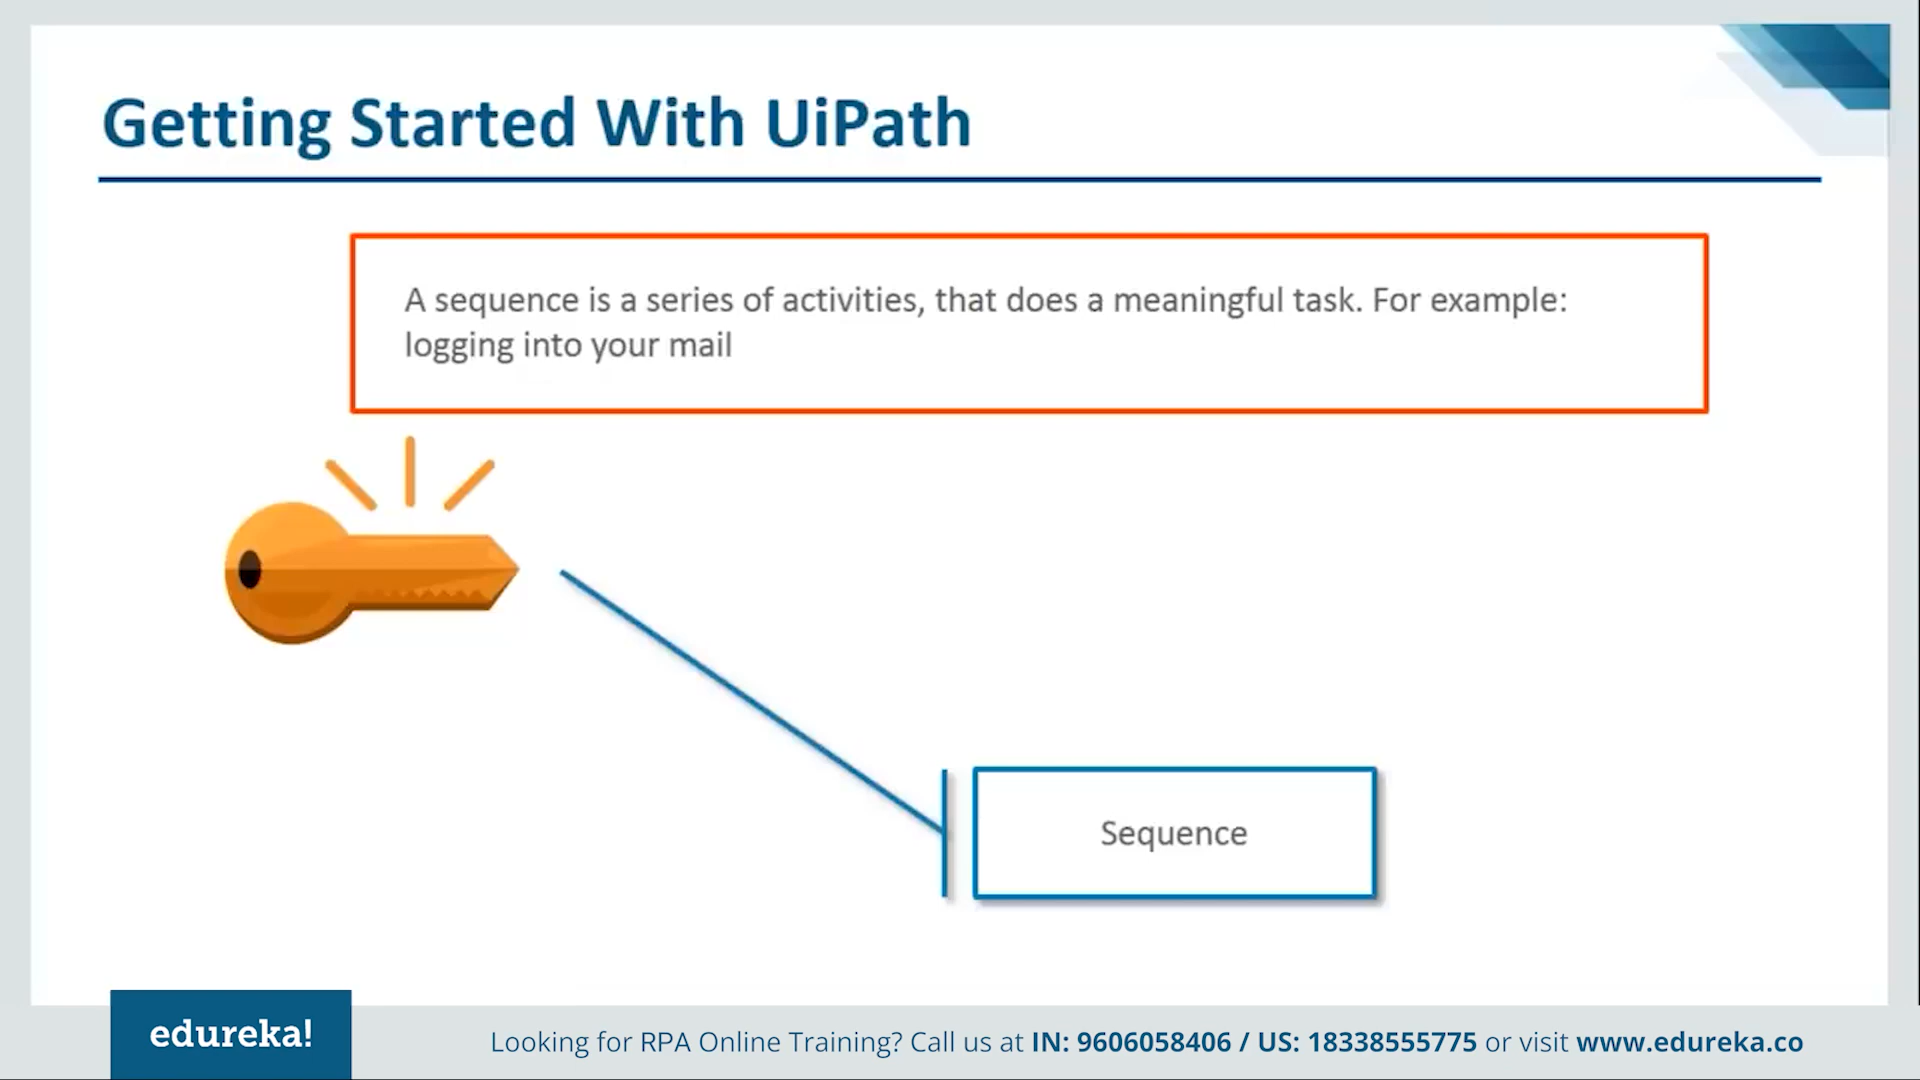 Getting Started With UiPath
A sequence is a series of activities, that does a meaningful task. For example:
logging into your mail
Sequence
edureka!
Looking for RPA Online Training? Call us at IN: 9606058406 / US: 18338555775 or visit www.edureka.co